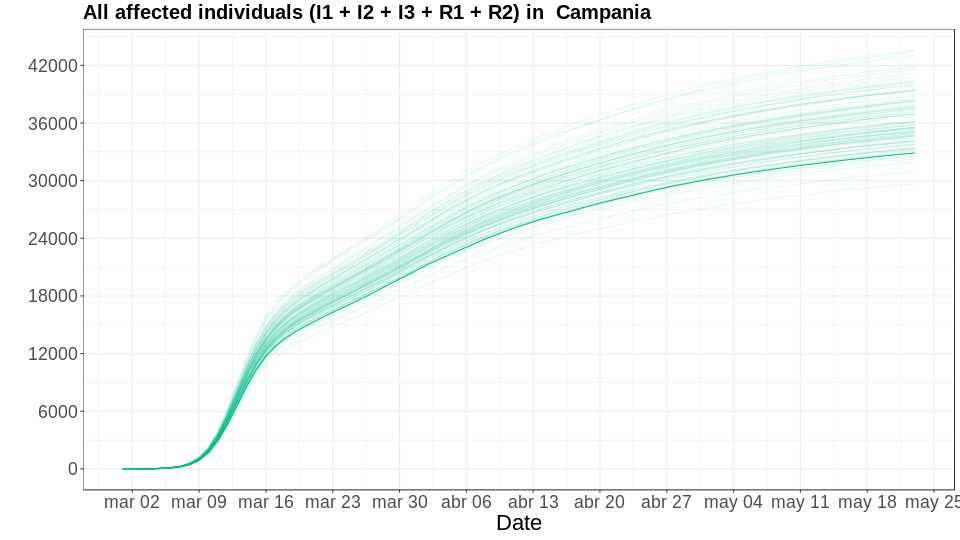 All affected individuals (I1 + I2 + I3 + R1 + R2) in  Campania
42000
36000
30000
24000
18000
12000
6000
0
mar 02 mar 09 mar 16 mar 23 mar 30 abr 06 abr 13 abr 20 abr 27 may 04 may 11 may 18 may 25
Date